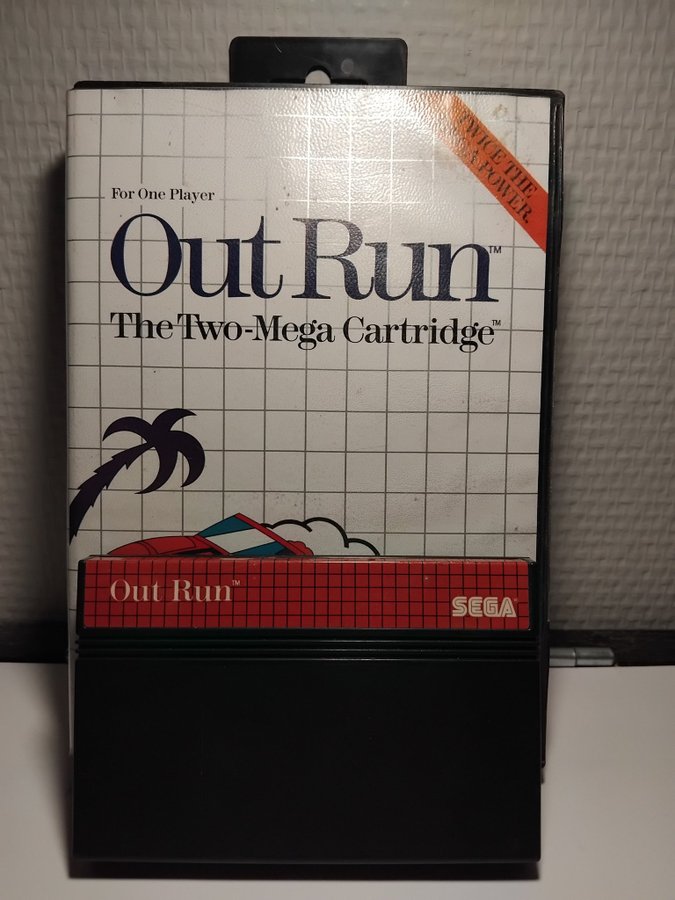 TWICE THE
POWER.
For One Player
Out Run™
The Two-Mega Cartridge™
Out Run™
SEGA